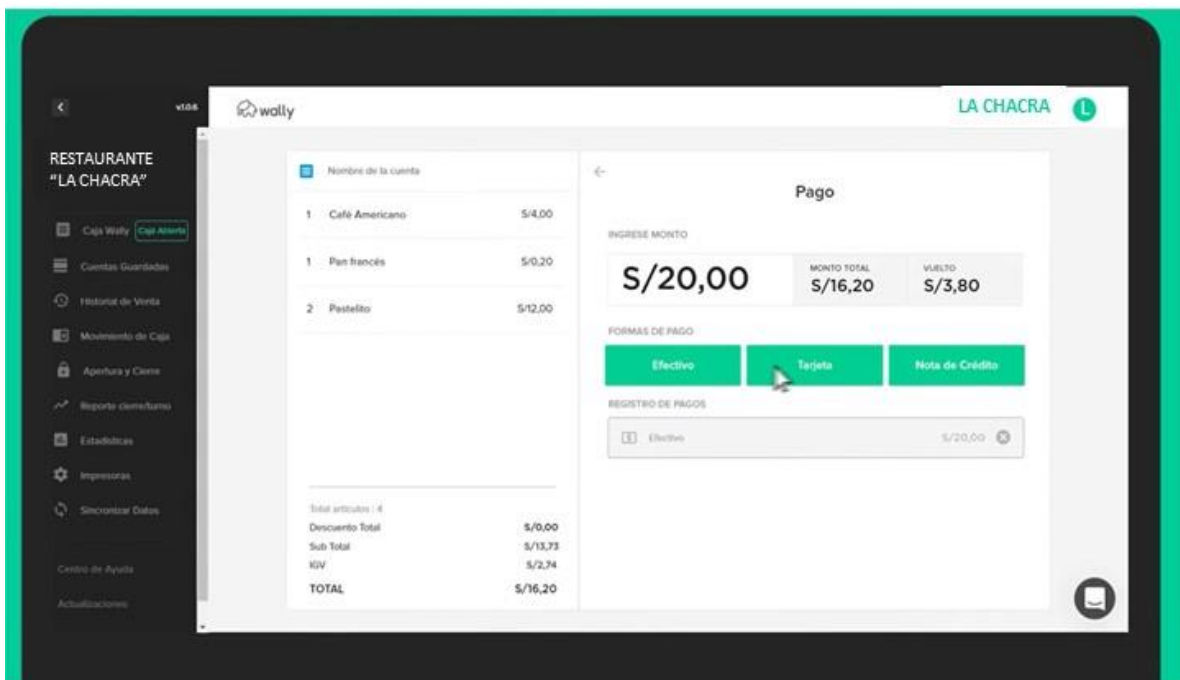 v1.0.6
wally
LA CHACRA
L
RESTAURANTE
“LA CHACRA”
Caja Wally Caja Abierta
Cuentas Guardadas
Historial de Venta
Movimiento de Caja
Apertura y Cierre
Reporte cierre/turno
Estadísticas
Impresoras
Sincronizar Datos
Centro de Ayuda
Actualizaciones
Nombre de la cuenta
1 Café Americano S/4,00
1 Pan francés S/0,20
2 Pastelito S/12,00
Total artículos : 4
Descuento Total S/0,00
Sub Total S/13,73
IGV S/2,74
TOTAL S/16,20
Pago
INGRESE MONTO
S/20,00
MONTO TOTAL
S/16,20
VUELTO
S/3,80
FORMAS DE PAGO
Efectivo
Tarjeta
Nota de Crédito
REGISTRO DE PAGOS
Efectivo S/20,00